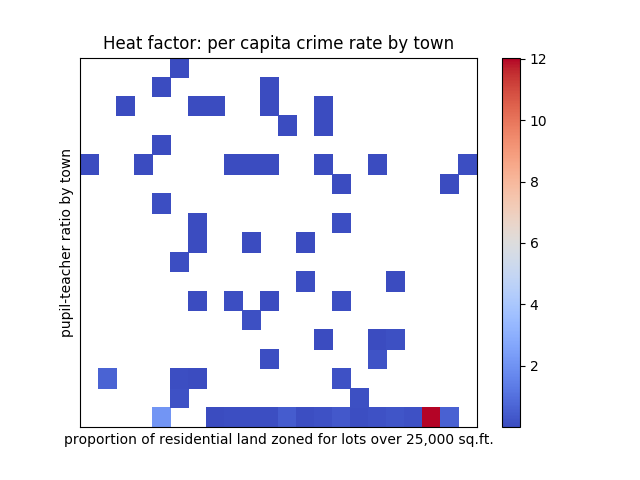 Heat factor: per capita crime rate by town
pupil-teacher ratio by town
proportion of residential land zoned for lots over 25,000 sq.ft.
12
10
8
6
4
2